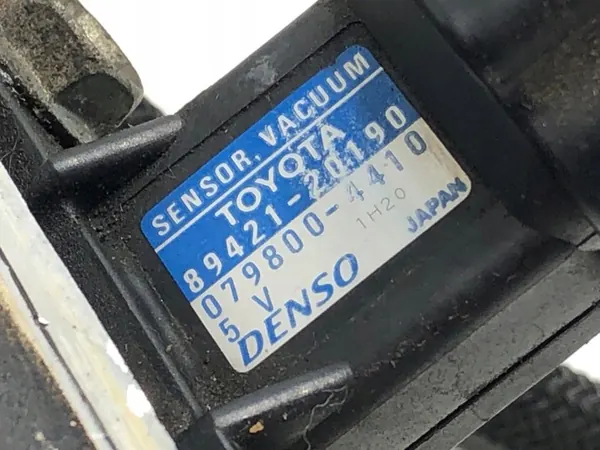 SENSOR, VACUUM
TOYOTA
89421-20190
079800-4410
5 V 1H20
DENSO JAPAN